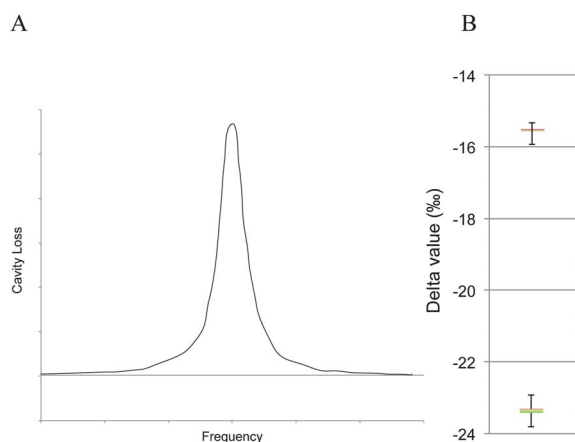 A
Cavity Loss
Frequency
B
Delta value (‰)
-14
-16
-18
-20
-22
-24